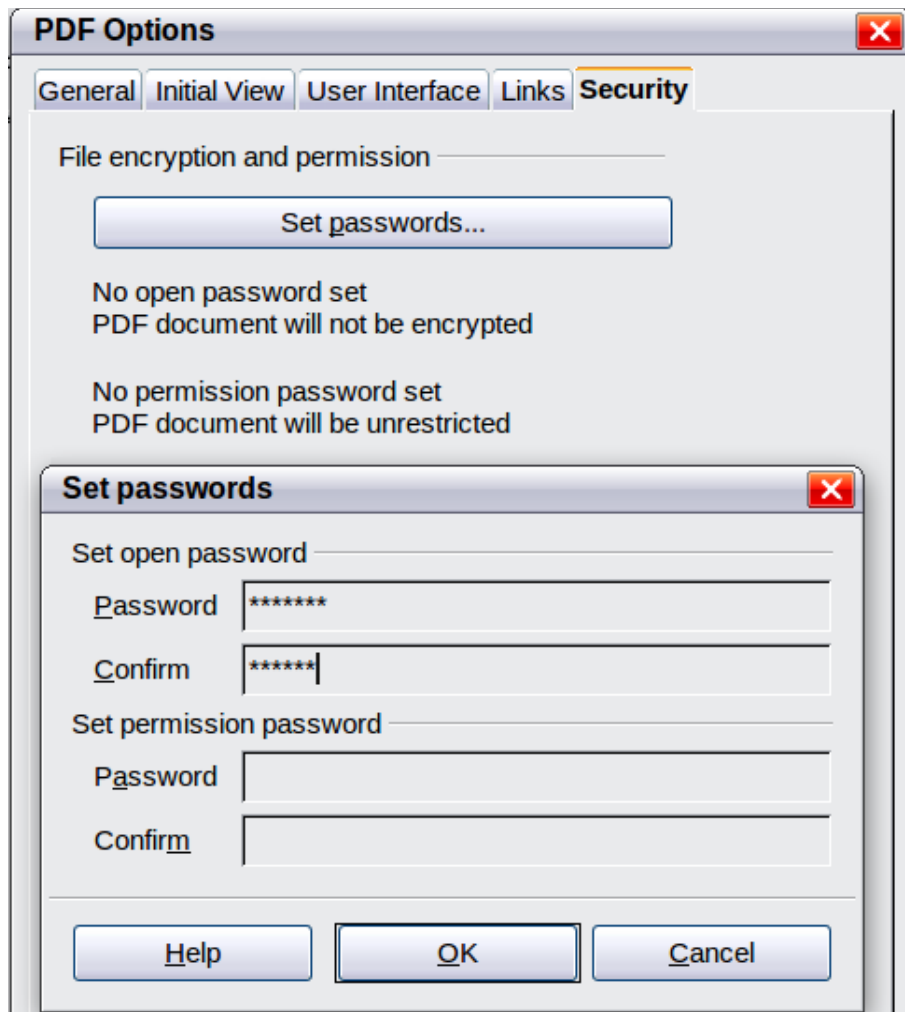 PDF Options
General Initial View User Interface Links Security
File encryption and permission
Set passwords...
No open password set
PDF document will not be encrypted
No permission password set
PDF document will be unrestricted
Set passwords
Set open password
Password *******
Confirm ******
Set permission password
Password
Confirm
Help OK Cancel